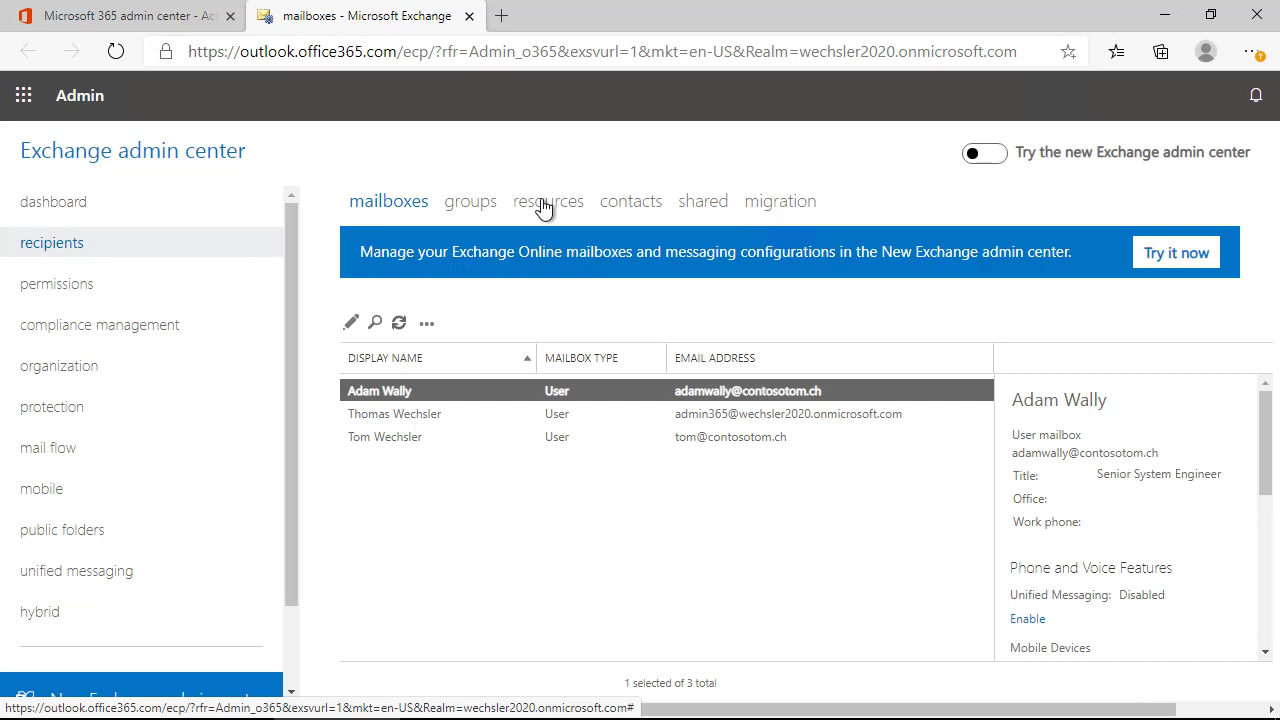 Microsoft 365 admin center - Ac
mailboxes - Microsoft Exchange
https://outlook.office365.com/ecp/?rfr=Admin_o365&exsvurl=1&mkt=en-US&Realm=wechsler2020.onmicrosoft.com
Admin
Exchange admin center
Try the new Exchange admin center
dashboard
recipients
permissions
compliance management
organization
protection
mail flow
mobile
public folders
unified messaging
hybrid
mailboxes groups resources contacts shared migration
Manage your Exchange Online mailboxes and messaging configurations in the New Exchange admin center.
Try it now
DISPLAY NAME MAILBOX TYPE EMAIL ADDRESS
Adam Wally User adamwally@contosotom.ch
Thomas Wechsler User admin365@wechsler2020.onmicrosoft.com
Tom Wechsler User tom@contosotom.ch
Adam Wally
User mailbox
adamwally@contosotom.ch
Title: Senior System Engineer
Office:
Work phone:
Phone and Voice Features
Unified Messaging: Disabled
Enable
Mobile Devices
1 selected of 3 total
https://outlook.office365.com/ecp/?rfr=Admin_o365&exsvurl=1&mkt=en-US&Realm=wechsler2020.onmicrosoft.com#